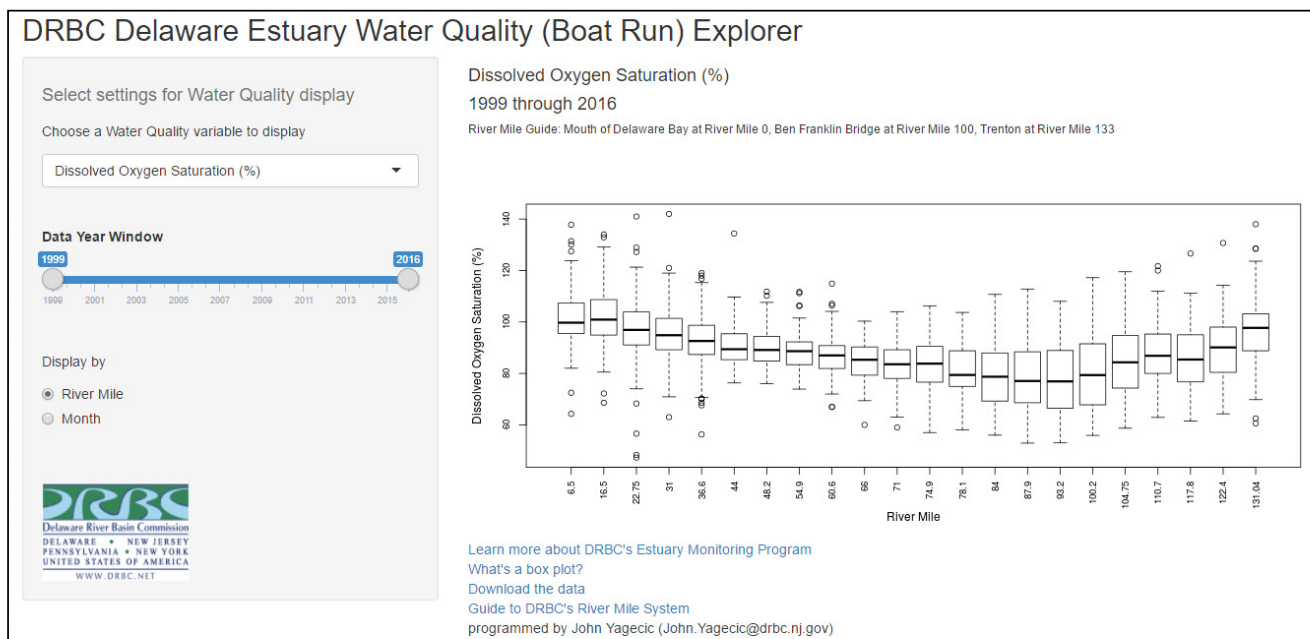 DRBC Delaware Estuary Water Quality (Boat Run) Explorer
Select settings for Water Quality display
Choose a Water Quality variable to display
Dissolved Oxygen Saturation (%)
Data Year Window
1999 2016
1999 2001 2003 2005 2007 2009 2011 2013 2015
Display by
River Mile
Month
DRBC
Delaware River Basin Commission
DELAWARE • NEW JERSEY
PENNSYLVANIA • NEW YORK
UNITED STATES OF AMERICA
WWW.DRBC.NET
Dissolved Oxygen Saturation (%)
1999 through 2016
River Mile Guide: Mouth of Delaware Bay at River Mile 0, Ben Franklin Bridge at River Mile 100, Trenton at River Mile 133
Dissolved Oxygen Saturation (%)
140
120
100
80
60
6.5 16.5 22.75 31 36.6 44 48.2 54.9 60.6 66 71 74.9 78.1 84 87.9 93.2 100.2 104.75 110.7 117.8 122.4 131.04
River Mile
Learn more about DRBC's Estuary Monitoring Program
What's a box plot?
Download the data
Guide to DRBC's River Mile System
programmed by John Yagecic (John.Yagecic@drbc.nj.gov)